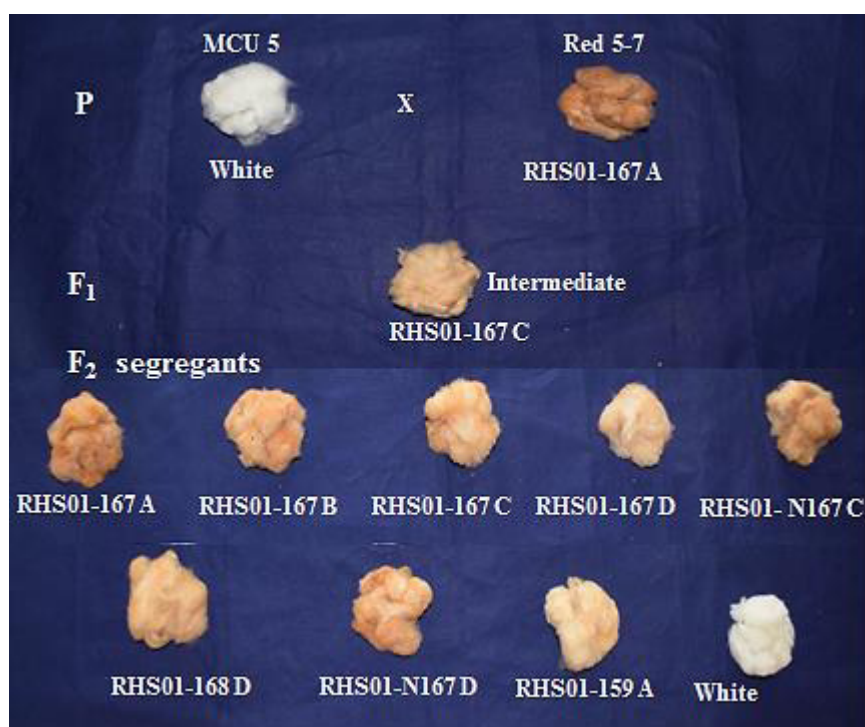 MCU 5 Red 5-7
P X
White RHS01-167 A
F₁ Intermediate
RHS01-167 C
F₂ segregants
RHS01-167 A RHS01-167 B RHS01-167 C RHS01-167 D RHS01- N167 C
RHS01-168 D RHS01-N167 D RHS01-159 A White